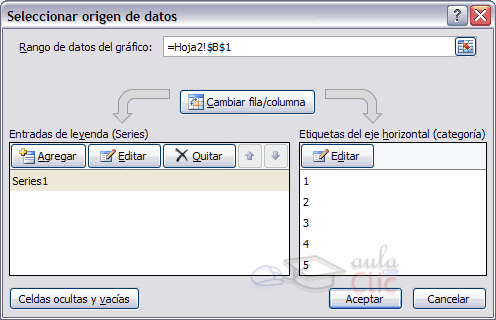 Seleccionar origen de datos
Rango de datos del gráfico: =Hoja2!$B$1
Cambiar fila/columna
Entradas de leyenda (Series)
Agregar Editar Quitar
Series1
Etiquetas del eje horizontal (categoría)
Editar
1
2
3
4
5
aula
Clic
Celdas ocultas y vacías
Aceptar
Cancelar